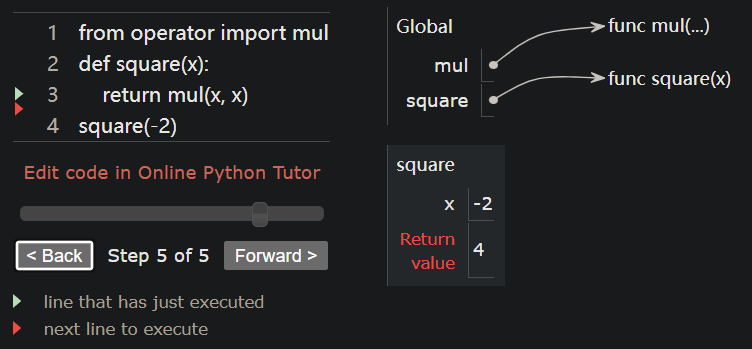 1 from operator import mul
2 def square(x):
3 return mul(x, x)
4 square(-2)
Edit code in Online Python Tutor
< Back Step 5 of 5 Forward >
line that has just executed
next line to execute
Global
mul
square
func mul(...)
func square(x)
square
x -2
Return
value 4